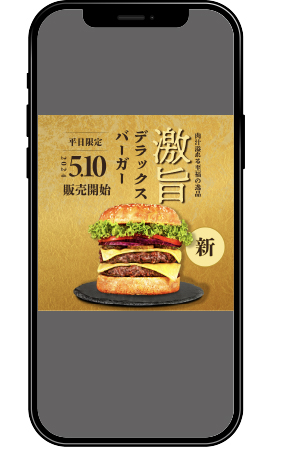 肉汁溢れる至福の逸品
激旨
デラックス
バーガー
平日限定
2024
5.10
販売開始
新